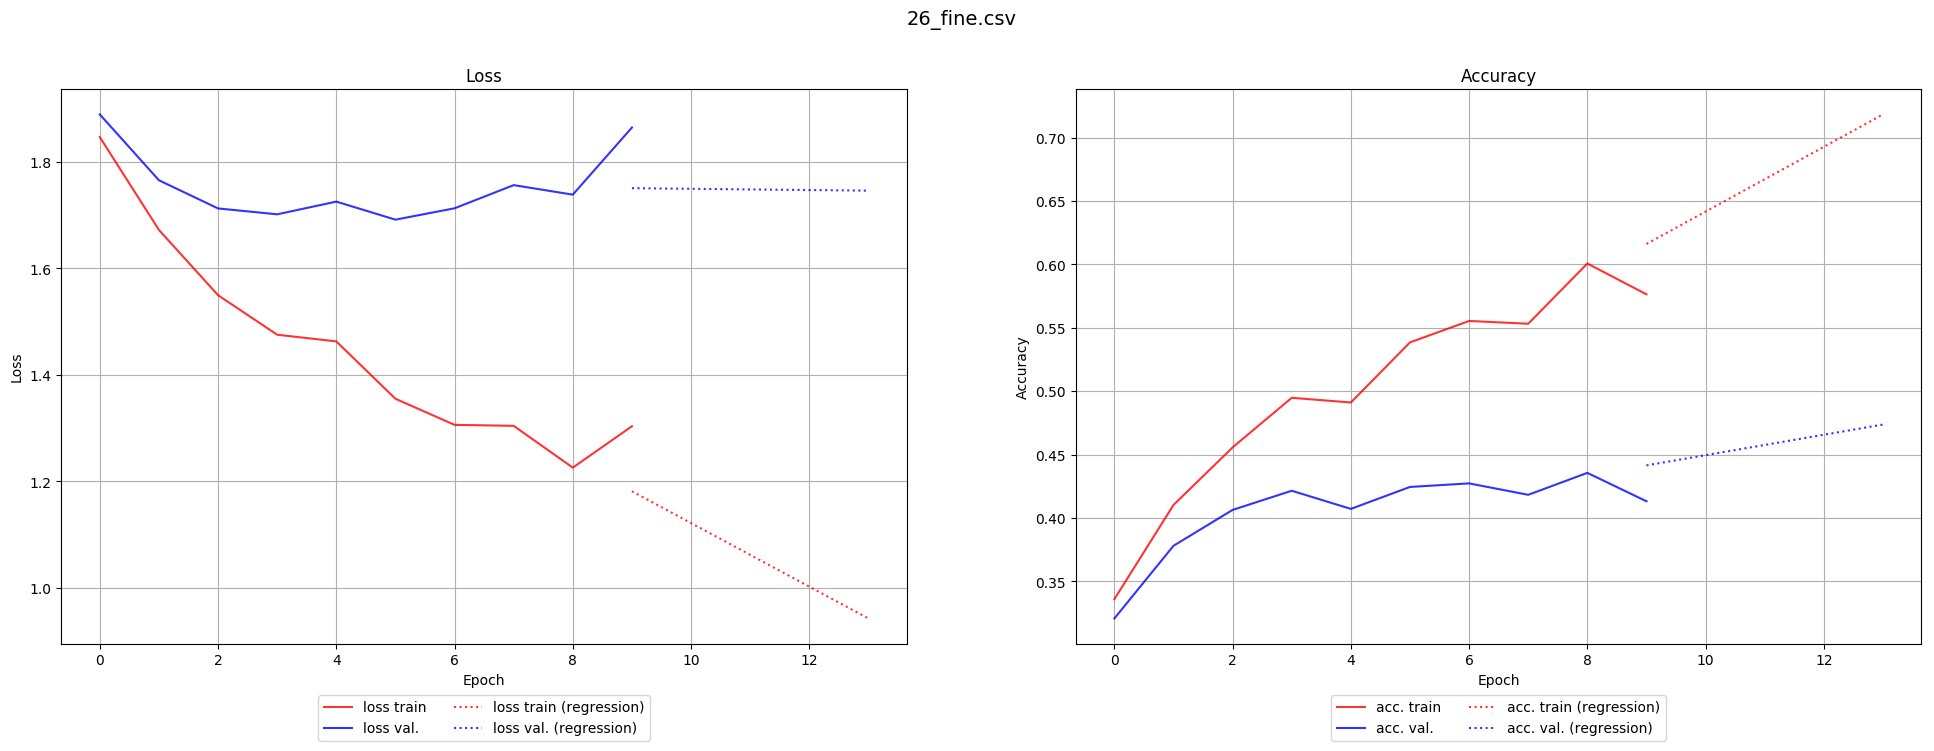 26_fine.csv
Loss
Loss
1.8
1.6
1.4
1.2
1.0
0 2 4 6 8 10 12
Epoch
loss train loss train (regression)
loss val. loss val. (regression)
Accuracy
Accuracy
0.70
0.65
0.60
0.55
0.50
0.45
0.40
0.35
0 2 4 6 8 10 12
Epoch
acc. train acc. train (regression)
acc. val. acc. val. (regression)